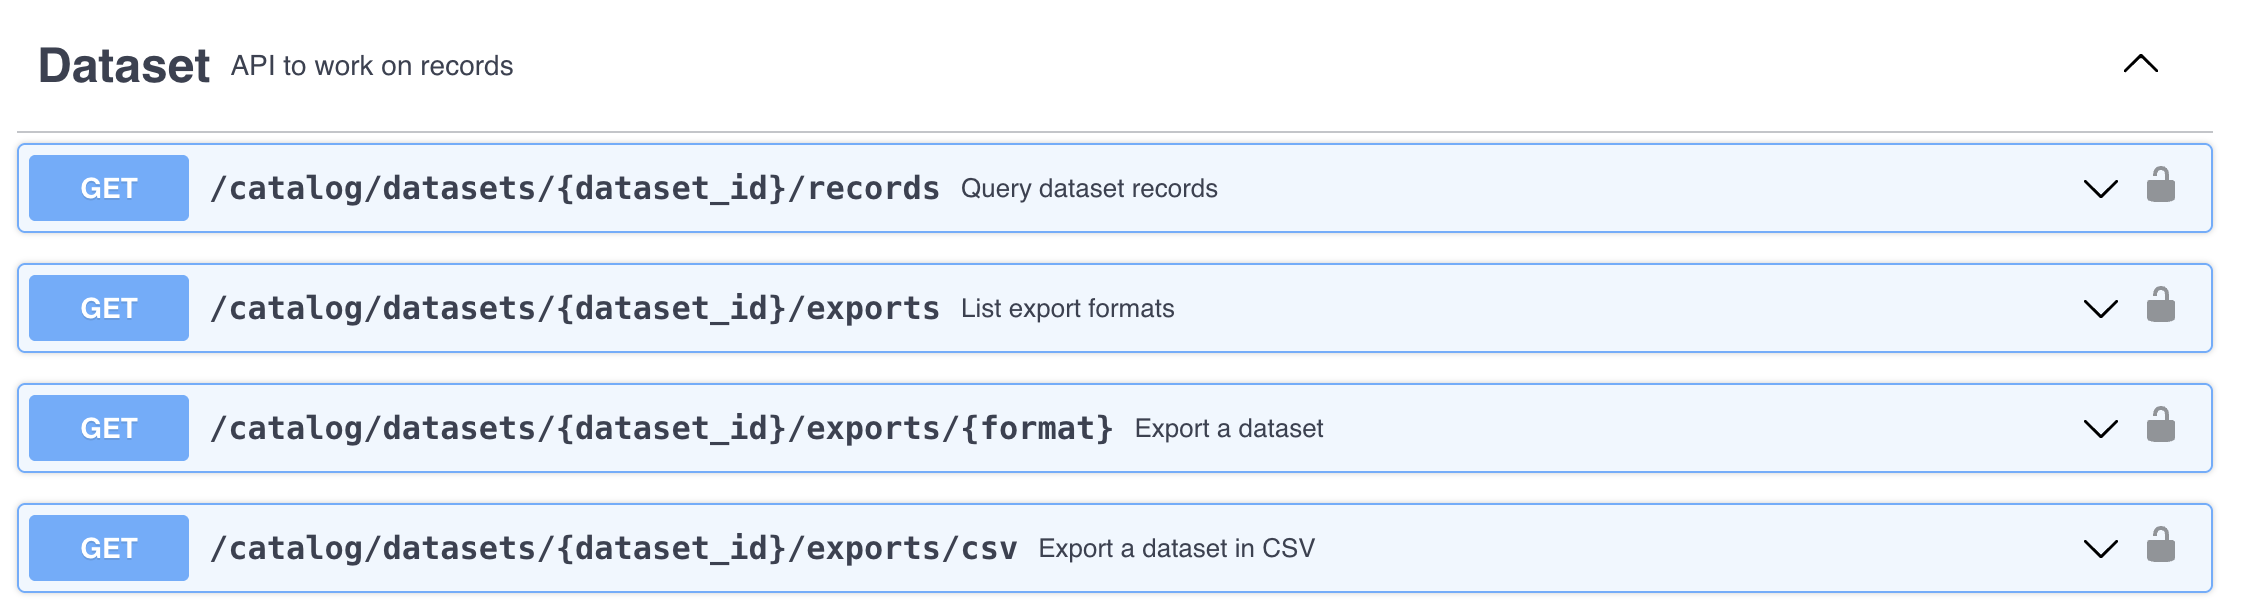 Dataset API to work on records
GET /catalog/datasets/{dataset_id}/records Query dataset records
GET /catalog/datasets/{dataset_id}/exports List export formats
GET /catalog/datasets/{dataset_id}/exports/{format} Export a dataset
GET /catalog/datasets/{dataset_id}/exports/csv Export a dataset in CSV